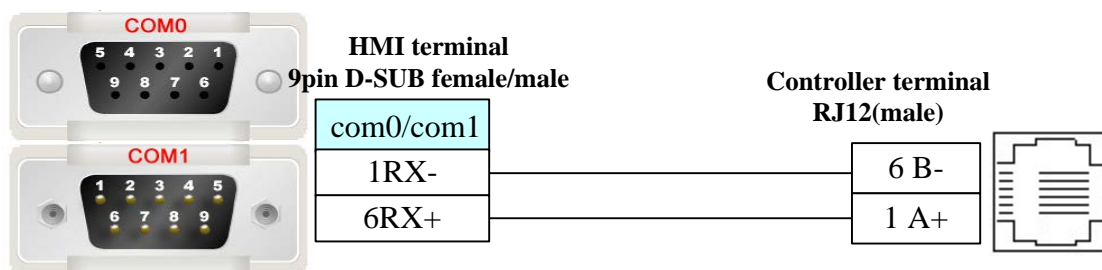 COM0
5 4 3 2 1
9 8 7 6
COM1
1 2 3 4 5
6 7 8 9
HMI terminal
9pin D-SUB female/male
com0/com1
1RX-
6RX+
Controller terminal
RJ12(male)
6 B-
1 A+